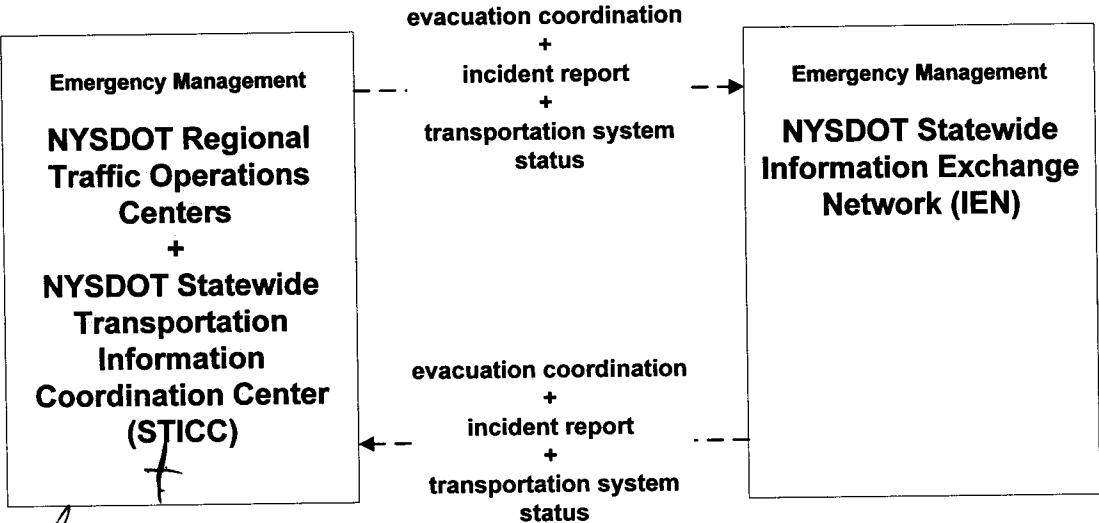 Emergency Management
NYSDOT Regional
Traffic Operations
Centers
+
NYSDOT Statewide
Transportation
Information
Coordination Center
(STICC)
evacuation coordination
+
incident report
+
transportation system
status
evacuation coordination
+
incident report
+
transportation system
status
Emergency Management
NYSDOT Statewide
Information Exchange
Network (IEN)